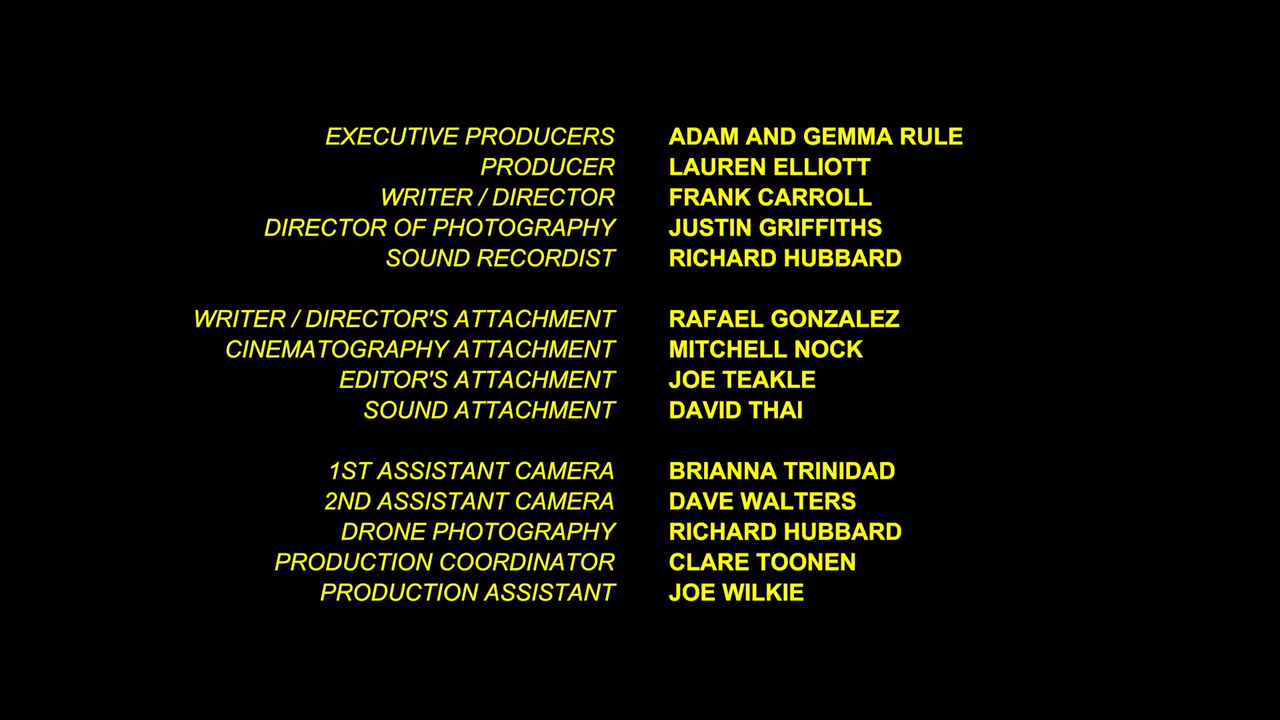 EXECUTIVE PRODUCERS ADAM AND GEMMA RULE
PRODUCER LAUREN ELLIOTT
WRITER / DIRECTOR FRANK CARROLL
DIRECTOR OF PHOTOGRAPHY JUSTIN GRIFFITHS
SOUND RECORDIST RICHARD HUBBARD
WRITER / DIRECTOR'S ATTACHMENT RAFAEL GONZALEZ
CINEMATOGRAPHY ATTACHMENT MITCHELL NOCK
EDITOR'S ATTACHMENT JOE TEAKLE
SOUND ATTACHMENT DAVID THAI
1ST ASSISTANT CAMERA BRIANNA TRINIDAD
2ND ASSISTANT CAMERA DAVE WALTERS
DRONE PHOTOGRAPHY RICHARD HUBBARD
PRODUCTION COORDINATOR CLARE TOONEN
PRODUCTION ASSISTANT JOE WILKIE